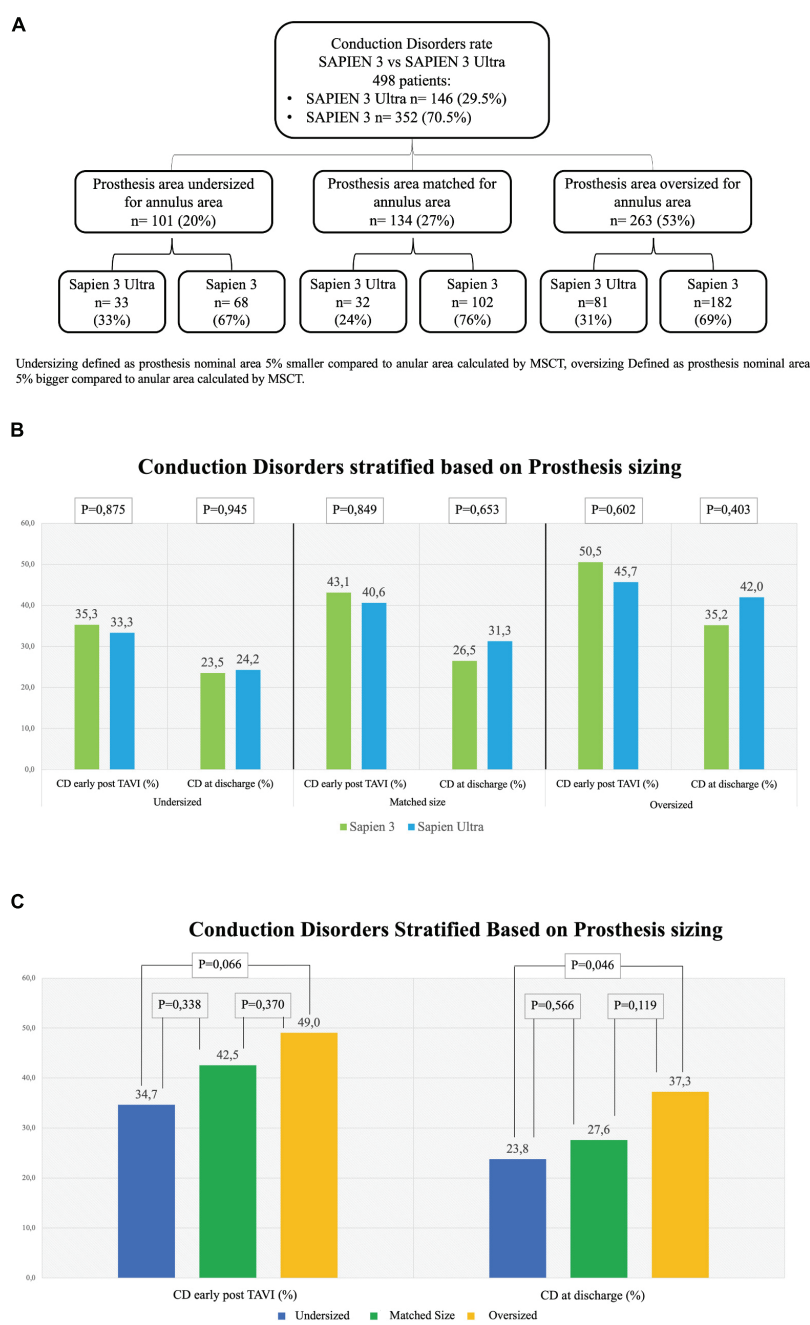 A
Conduction Disorders rate
SAPIEN 3 vs SAPIEN 3 Ultra
498 patients:
• SAPIEN 3 Ultra n= 146 (29.5%)
• SAPIEN 3 n= 352 (70.5%)
Prosthesis area undersized
for annulus area
n= 101 (20%)
Prosthesis area matched for
annulus area
n= 134 (27%)
Prosthesis area oversized for
annulus area
n= 263 (53%)
Sapien 3 Ultra
n= 33
(33%)
Sapien 3
n= 68
(67%)
Sapien 3 Ultra
n= 32
(24%)
Sapien 3
n= 102
(76%)
Sapien 3 Ultra
n=81
(31%)
Sapien 3
n=182
(69%)
Undersizing defined as prosthesis nominal area 5% smaller compared to anular area calculated by MSCT, oversizing Defined as prosthesis nominal area
5% bigger compared to anular area calculated by MSCT.
B
Conduction Disorders stratified based on Prosthesis sizing
P=0,875 P=0,945 P=0,849 P=0,653 P=0,602 P=0,403
60,0
50,0
40,0
30,0
20,0
10,0
0,0
35,3 33,3 23,5 24,2 43,1 40,6 26,5 31,3 50,5 45,7 35,2 42,0
CD early post TAVI (%) CD at discharge (%) CD early post TAVI (%) CD at discharge (%) CD early post TAVI (%) CD at discharge (%)
Undersized Matched size Oversized
Sapien 3 Sapien Ultra
C
Conduction Disorders Stratified Based on Prosthesis sizing
P=0,066 P=0,046
P=0,338 P=0,370 P=0,566 P=0,119
60,0
50,0
40,0
30,0
20,0
10,0
0,0
34,7 42,5 49,0 23,8 27,6 37,3
CD early post TAVI (%) CD at discharge (%)
Undersized Matched Size Oversized